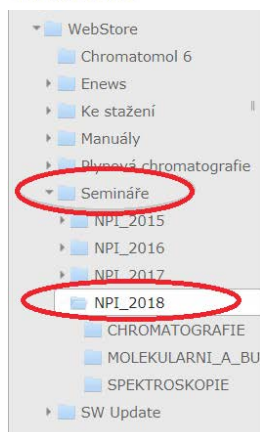 WebStore
Chromatomol 6
Enews
Ke stažení
Manuály
Plynová chromatografie
Semináře
NPI_2015
NPI_2016
NPI_2017
NPI_2018
CHROMATOGRAFIE
MOLEKULARNI_A_BU
SPEKTROSKOPIE
SW Update